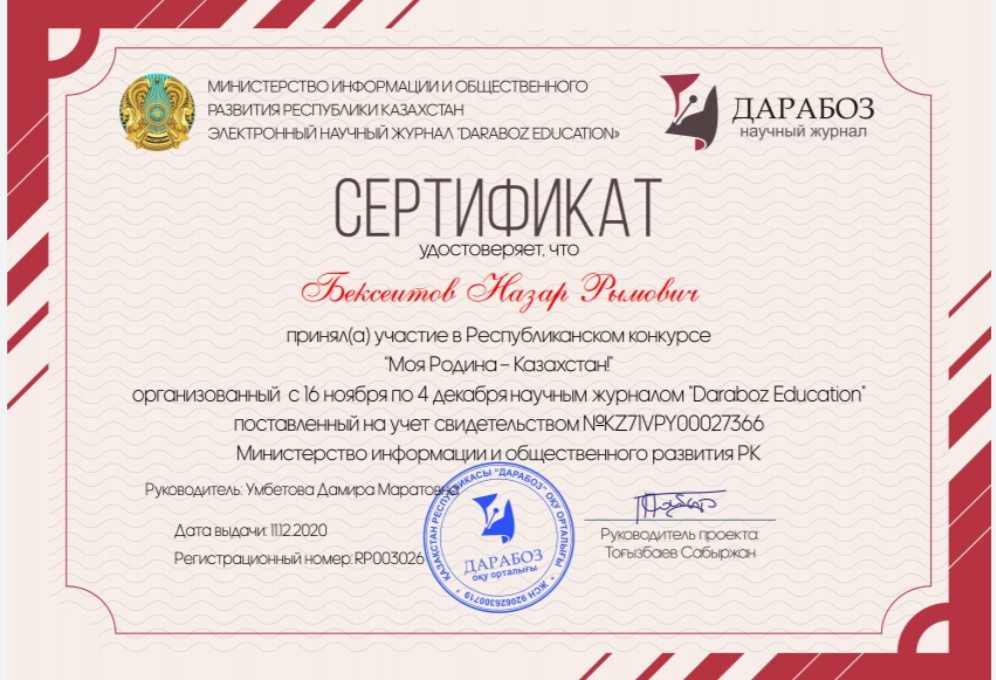 МИНИСТЕРСТВО ИНФОРМАЦИИ И ОБЩЕСТВЕННОГО
РАЗВИТИЯ РЕСПУБЛИКИ КАЗАХСТАН
ЭЛЕКТРОННЫЙ НАУЧНЫЙ ЖУРНАЛ "DARABOZ EDUCATION»
ДАРАБОЗ
научный журнал
СЕРТИФИКАТ
удостоверяет, что
Бексеитов Назар Рымович
принял(а) участие в Республиканском конкурсе
"Моя Родина – Казахстан!"
организованный с 16 ноября по 4 декабря научным журналом "Daraboz Education"
поставленный на учет свидетельством №KZ71VPY00027366
Министерство информации и общественного развития РК
Руководитель: Умбетова Дамира Маратовна
Дата выдачи: 11.12.2020
Регистрационный номер: RP003026
ҚАЗАҚСТАН РЕСПУБЛИКАСЫ "ДАРАБОЗ" ОҚУ ОРТАЛЫҒЫ
ЖСН 920626300719
ДАРАБОЗ
оқу орталығы
Руководитель проекта:
Тоғызбаев Сабыржан